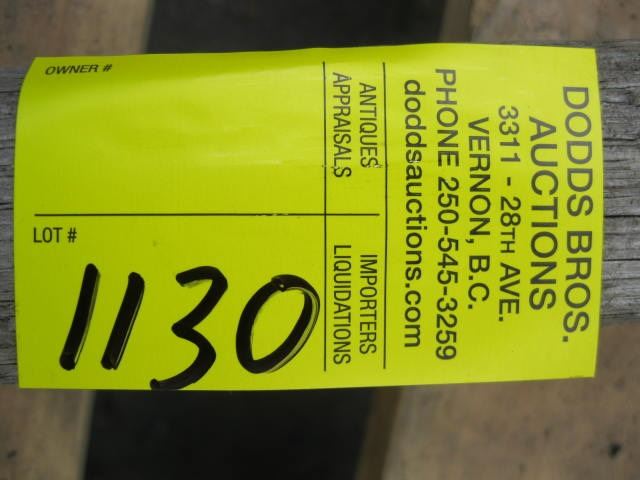 DODDS BROS.
AUCTIONS
3311 - 28TH AVE.
VERNON, B.C.
PHONE 250-545-3259
doddsauctions.com
ANTIQUES
APPRAISALS
IMPORTERS
LIQUIDATIONS
OWNER #
LOT #
1130